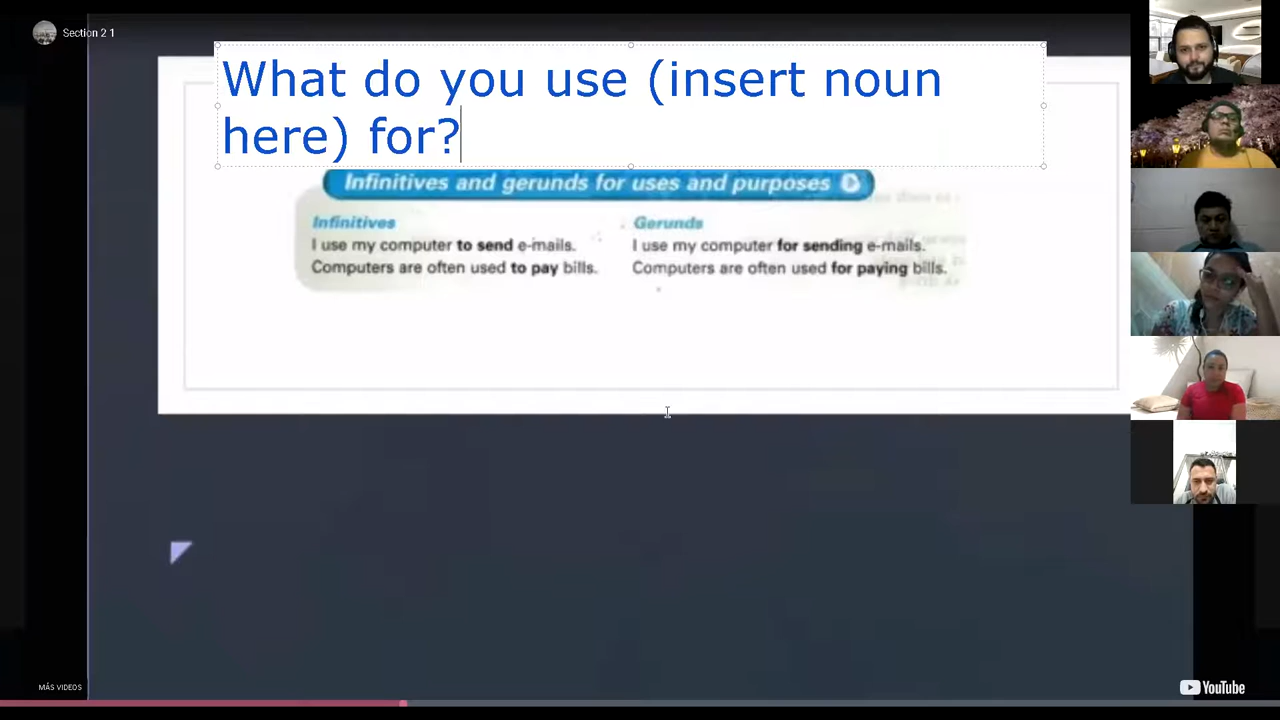 Section 2 1
What do you use (insert noun
here) for?
Infinitives and gerunds for uses and purposes
Infinitives
I use my computer to send e-mails.
Computers are often used to pay bills.
Gerunds
I use my computer for sending e-mails.
Computers are often used for paying bills.
MÁS VIDEOS
YouTube